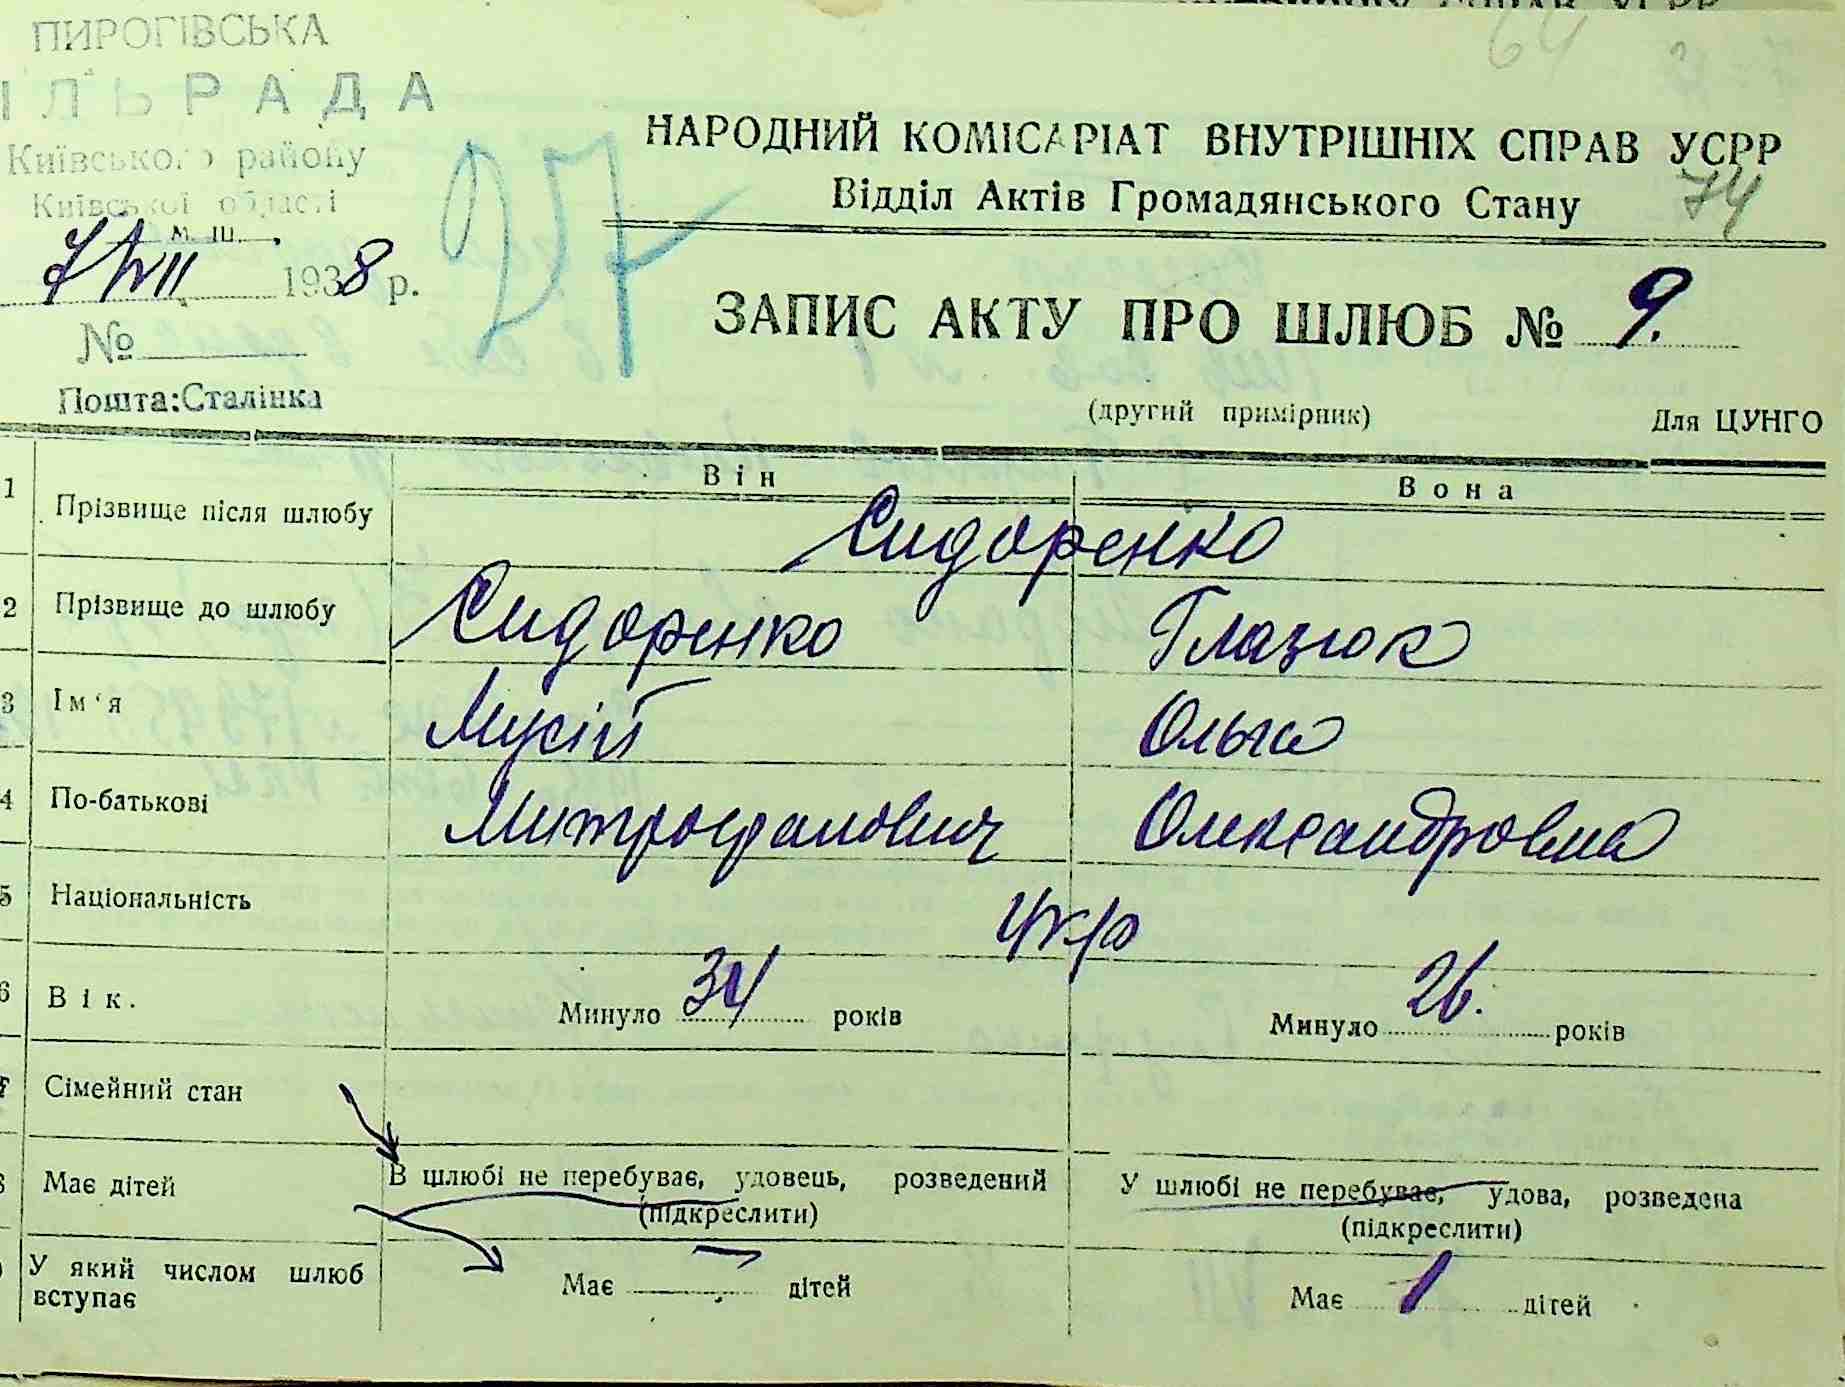 64
ПИРОГІВСЬКА
ІЛЬРАДА
Київського району
Київської області
м. ш.
7/VII 1938 р.
№
Пошта:Сталінка
27
НАРОДНИЙ КОМІСАРІАТ ВНУТРІШНІХ СПРАВ УСРР
Відділ Актів Громадянського Стану
74
ЗАПИС АКТУ ПРО ШЛЮБ № 9.
(другий примірник) Для ЦУНГО
Він Вона
1 Прізвище після шлюбу Сидоренко
2 Прізвище до шлюбу Сидоренко Глазюк
3 Ім'я Мусій Ольга
4 По-батькові Митрофанович Олександровна
5 Національність укр
6 Вік. Минуло 34 років Минуло 26. років
7 Сімейний стан
Має дітей В шлюбі не перебуває, удовець, розведений У шлюбі не перебуває, удова, розведена
(підкреслити) (підкреслити)
У який числом шлюб вступає Має — дітей Має 1 дітей